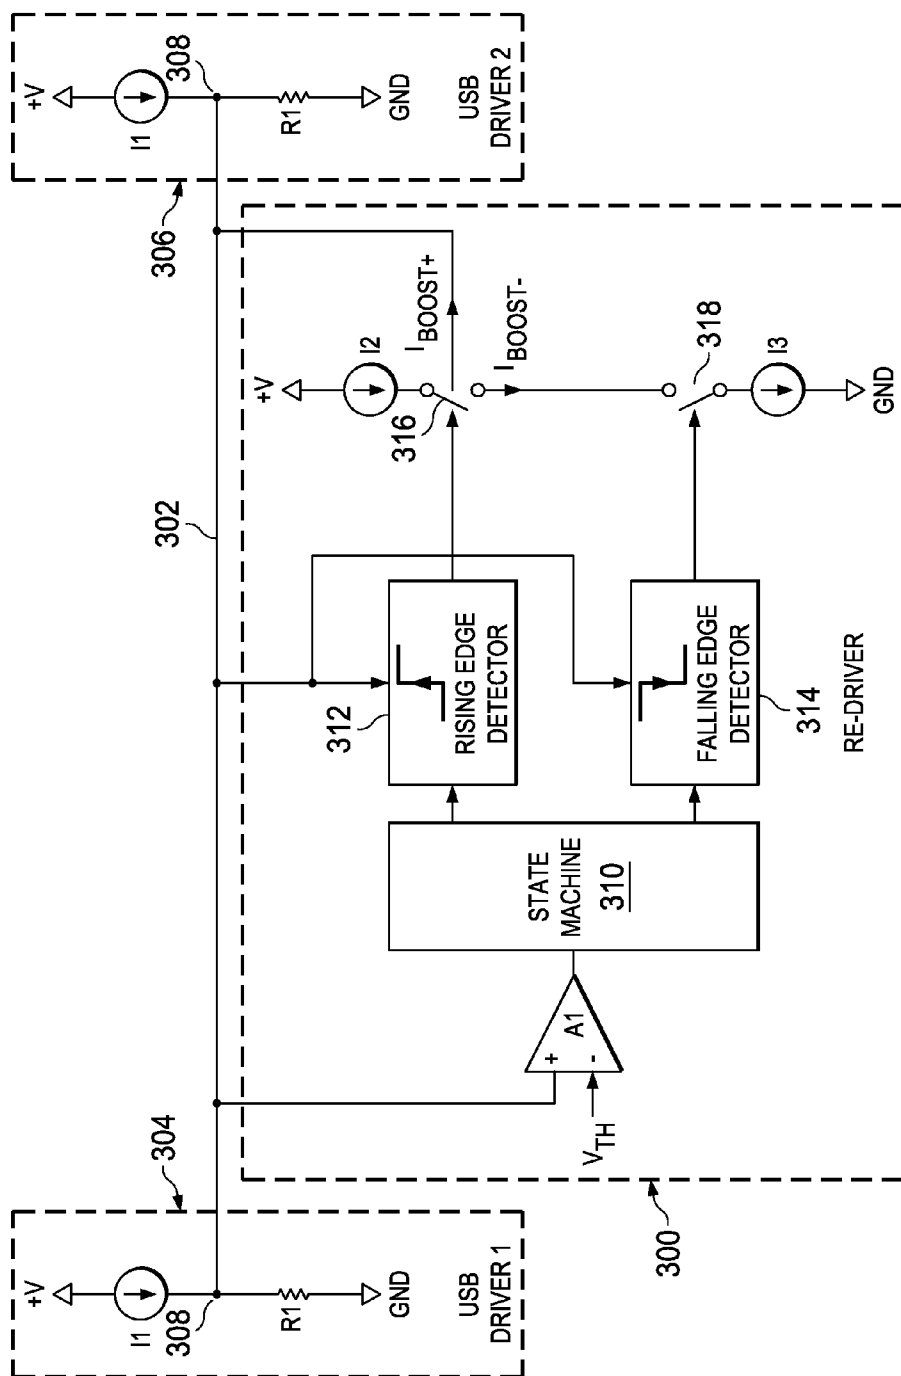 +V
I1
308
R1
GND
USB
DRIVER 1
304
302
306
+V
I1
308
R1
GND
USB
DRIVER 2
300
VTH
+
-
A1
STATE
MACHINE
310
312
RISING EDGE
DETECTOR
FALLING EDGE
DETECTOR
314
+V
I2
316
IBOOST+
IBOOST-
318
I3
GND
RE-DRIVER